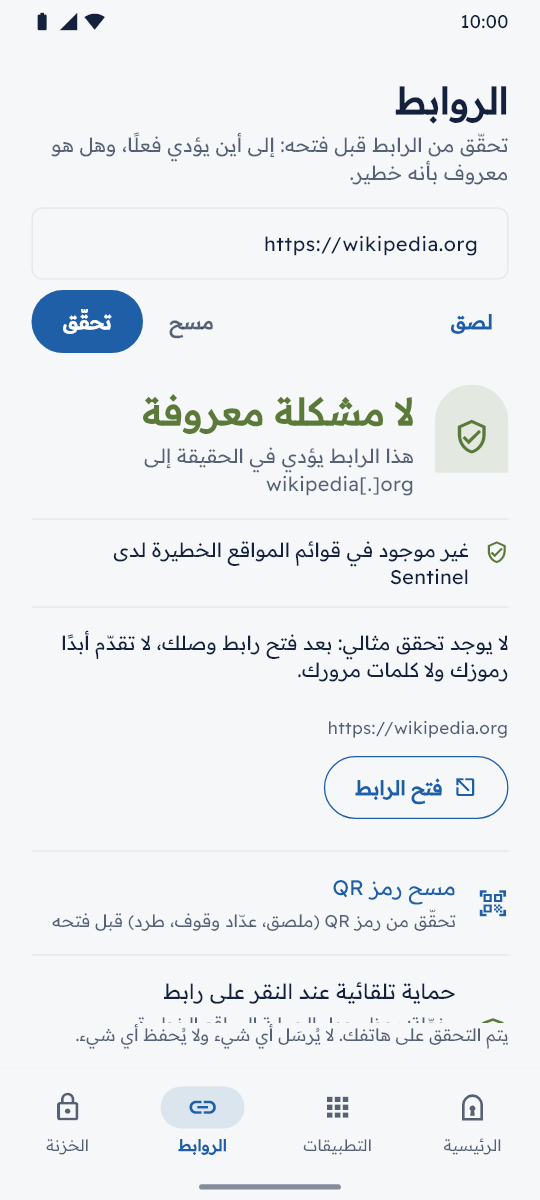 10:00
الروابط
تحقّق من الرابط قبل فتحه: إلى أين يؤدي فعلًا، وهل هو
معروف بأنه خطير.
https://wikipedia.org
لصق
مسح
تحقّق
لا مشكلة معروفة
هذا الرابط يؤدي في الحقيقة إلى
wikipedia[.]org
غير موجود في قوائم المواقع الخطيرة لدى
Sentinel
لا يوجد تحقق مثالي: بعد فتح رابط وصلك، لا تقدّم أبدًا
رموزك ولا كلمات مرورك.
https://wikipedia.org
فتح الرابط
مسح رمز QR
تحقّق من رمز QR (ملصق، عدّاد وقوف، طرد) قبل فتحه
حماية تلقائية عند النقر على رابط
يتم التحقق على هاتفك. لا يُرسَل أي شيء ولا يُحفظ أي شيء.
الرئيسية
التطبيقات
الروابط
الخزنة